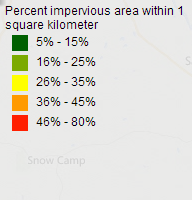 Percent impervious area within 1
square kilometer
5% - 15%
16% - 25%
26% - 35%
36% - 45%
46% - 80%
Snow Camp